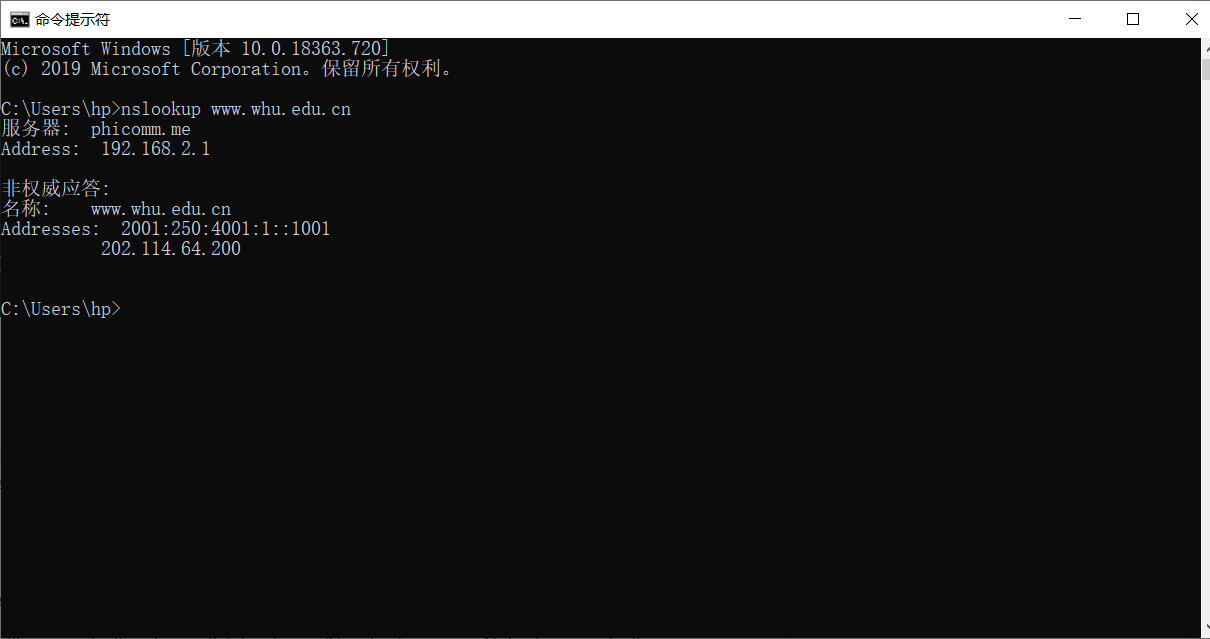 命令提示符
Microsoft Windows [版本 10.0.18363.720]
(c) 2019 Microsoft Corporation。保留所有权利。
C:\Users\hp>nslookup www.whu.edu.cn
服务器:  phicomm.me
Address:  192.168.2.1
非权威应答:
名称:    www.whu.edu.cn
Addresses:  2001:250:4001:1::1001
          202.114.64.200
C:\Users\hp>